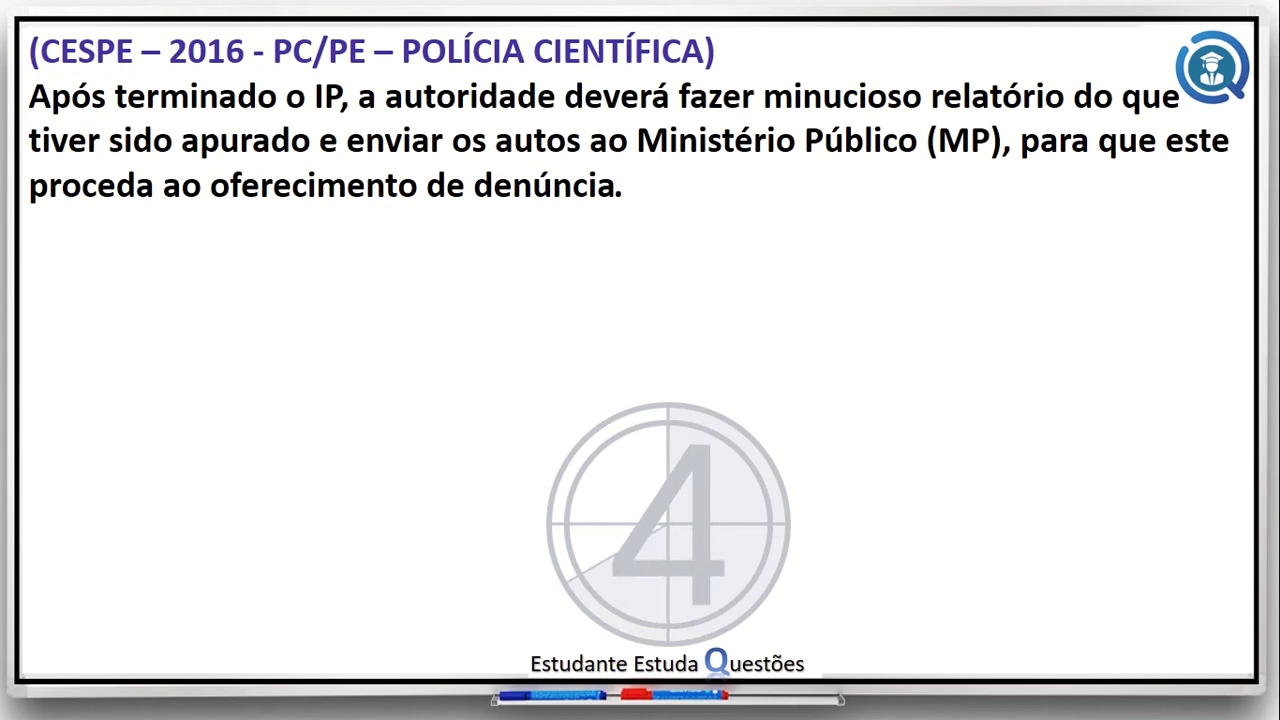 (CESPE – 2016 - PC/PE – POLÍCIA CIENTÍFICA)
Após terminado o IP, a autoridade deverá fazer minucioso relatório do que
tiver sido apurado e enviar os autos ao Ministério Público (MP), para que este
proceda ao oferecimento de denúncia.
4
Estudante Estuda Questões